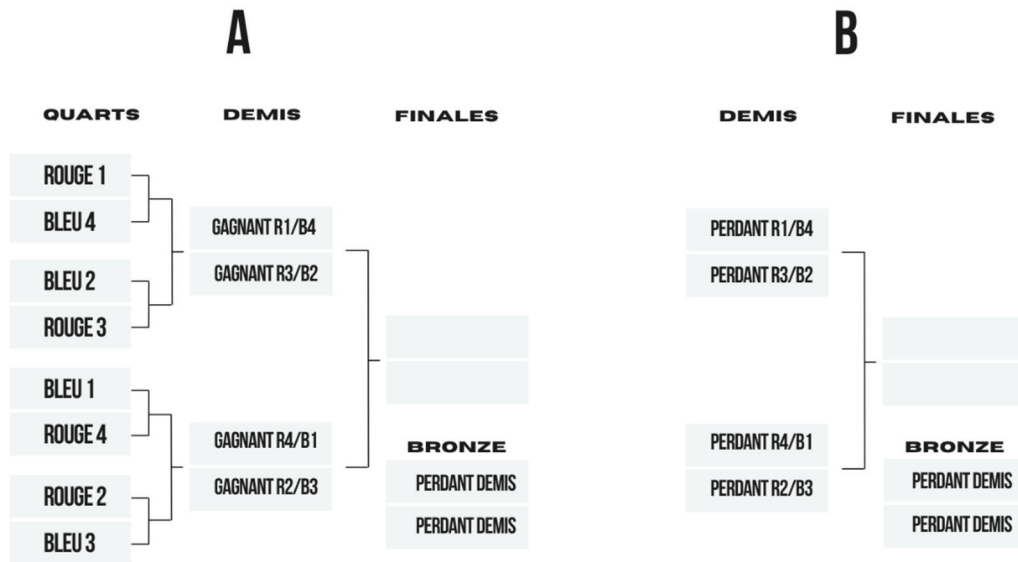 A
QUARTS
DEMIS
FINALES
ROUGE 1
BLEU 4
BLEU 2
ROUGE 3
BLEU 1
ROUGE 4
ROUGE 2
BLEU 3
GAGNANT R1/B4
GAGNANT R3/B2
GAGNANT R4/B1
GAGNANT R2/B3
BRONZE
PERDANT DEMIS
PERDANT DEMIS
B
DEMIS
FINALES
PERDANT R1/B4
PERDANT R3/B2
PERDANT R4/B1
PERDANT R2/B3
BRONZE
PERDANT DEMIS
PERDANT DEMIS